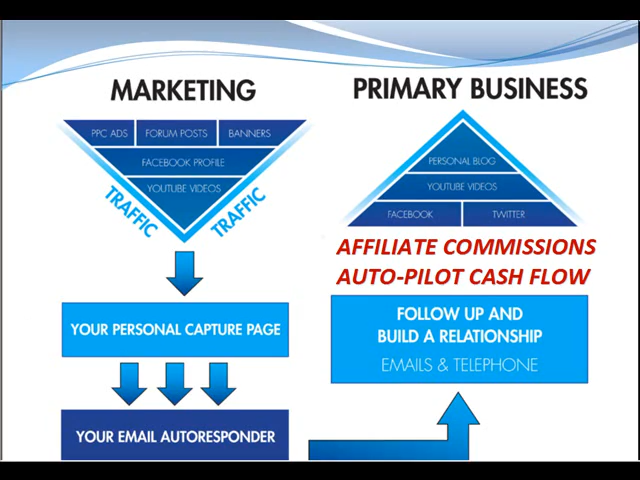 MARKETING
PPC ADS
FORUM POSTS
BANNERS
FACEBOOK PROFILE
YOUTUBE VIDEOS
TRAFFIC
TRAFFIC
YOUR PERSONAL CAPTURE PAGE
YOUR EMAIL AUTORESPONDER
PRIMARY BUSINESS
PERSONAL BLOG
YOUTUBE VIDEOS
FACEBOOK
TWITTER
AFFILIATE COMMISSIONS
AUTO-PILOT CASH FLOW
FOLLOW UP AND
BUILD A RELATIONSHIP
EMAILS & TELEPHONE